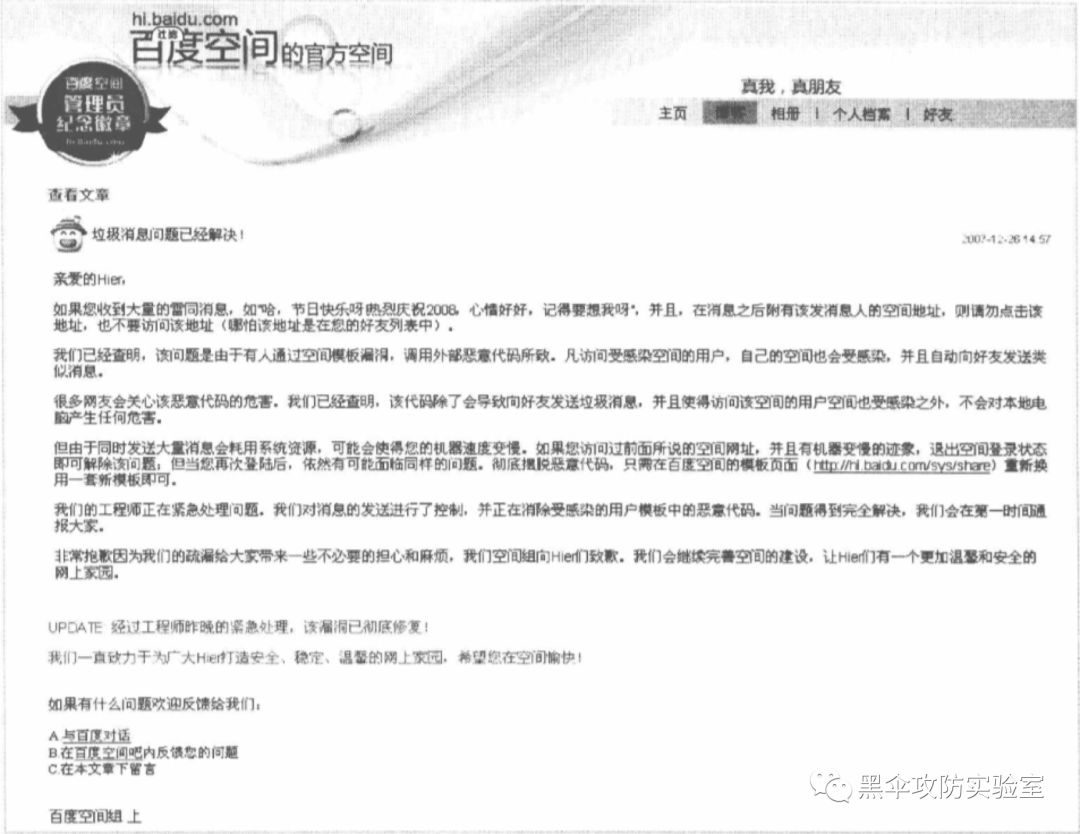 hi.baidu.com
百度空间的官方空间
百度空间
管理员
纪念徽章
hi.baidu.com
真我，真朋友
主页 相册 | 个人档案 | 好友
查看文章
垃圾消息问题已经解决！
2007-12-26 14:57
亲爱的Hier，
如果您收到大量的雷同消息，如"哈，节日快乐呀!热烈庆祝2008，心情好好，记得要想我呀"，并且，在消息之后附有该发消息人的空间地址，则请勿点击该
地址，也不要访问该地址（哪怕该地址是在您的好友列表中）。
我们已经查明，该问题是由于有人通过空间模板漏洞，调用外部恶意代码所致。凡访问受感染空间的用户，自己的空间也会受感染，并且自动向好友发送类
似消息。
很多网友会关心该恶意代码的危害。我们已经查明，该代码除了会导致向好友发送垃圾消息，并且使得访问该空间的用户空间也受感染之外，不会对本地电
脑产生任何危害。
但由于同时发送大量消息会耗用系统资源，可能会使得您的机器速度变慢。如果您访问过前面所说的空间网址，并且有机器变慢的迹象，退出空间登录状态
即可解除该问题；但当您再次登陆后，依然有可能面临同样的问题。彻底摆脱恶意代码，只需在百度空间的模板页面（http://hi.baidu.com/sys/share）重新换
用一套新模板即可。
我们的工程师正在紧急处理问题。我们对消息的发送进行了控制，并正在消除受感染的用户模板中的恶意代码。当问题得到完全解决，我们会在第一时间通
报大家。
非常抱歉因为我们的疏漏给大家带来一些不必要的担心和麻烦，我们空间组向Hier们致歉。我们会继续完善空间的建设，让Hier们有一个更加温馨和安全的
网上家园。
UPDATE 经过工程师昨晚的紧急处理，该漏洞已彻底修复！
我们一直致力于为广大Hier打造安全、稳定、温馨的网上家园，希望您在空间愉快！
如果有什么问题欢迎反馈给我们：
A.与百度对话
B.在百度空间吧内反馈您的问题
C.在本文章下留言
百度空间组 上
黑伞攻防实验室